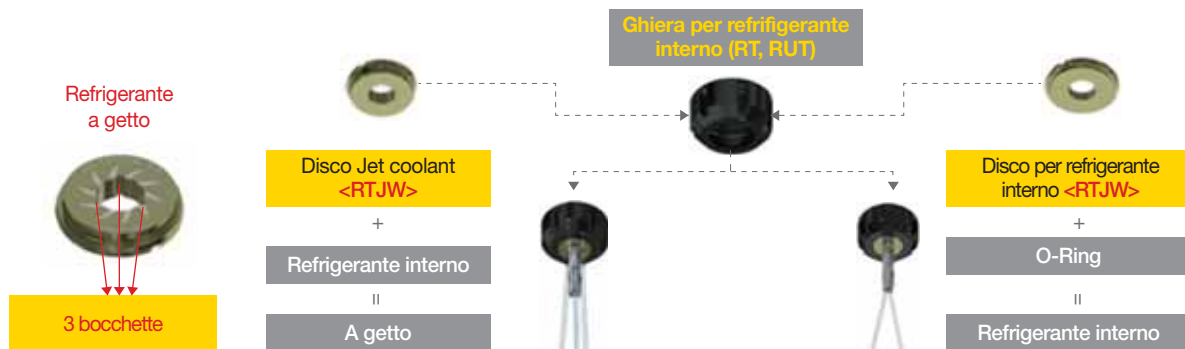 Refrigerante
a getto
3 bocchette
Disco Jet coolant
<RTJW>
+
Refrigerante interno
=
A getto
Ghiera per refrifigerante
interno (RT, RUT)
Disco per refrigerante
interno <RTJW>
+
O-Ring
=
Refrigerante interno